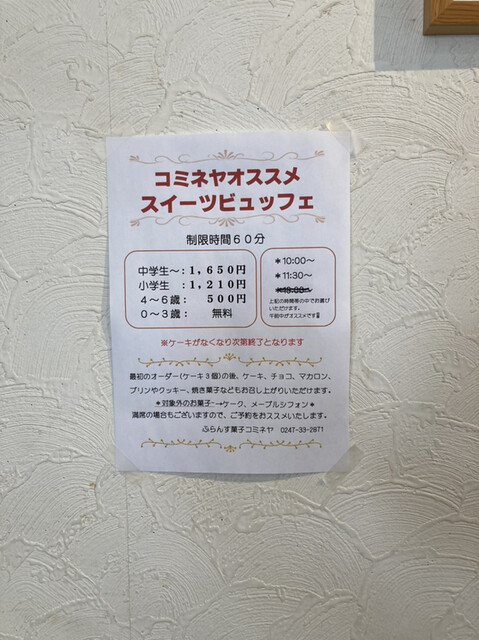 コミネヤオススメ
スイーツビュッフェ
制限時間60分
中学生~:1,650円
小学生 :1,210円
4~6歳: 500円
0~3歳: 無料
*10:00~
*11:30~
上記の時間帯の中でお選び
いただけます。
午前中がオススメです
※ケーキがなくなり次第終了となります
最初のオーダー(ケーキ3個)の後、ケーキ、チョコ、マカロン、
プリンやクッキー、焼き菓子などもお召し上がりいただけます。
*対象外のお菓子→ケーク、メープルシフォン*
満席の場合もございますので、ご予約をおススメいたします。
ふらんす菓子コミネヤ 0247-33-2871